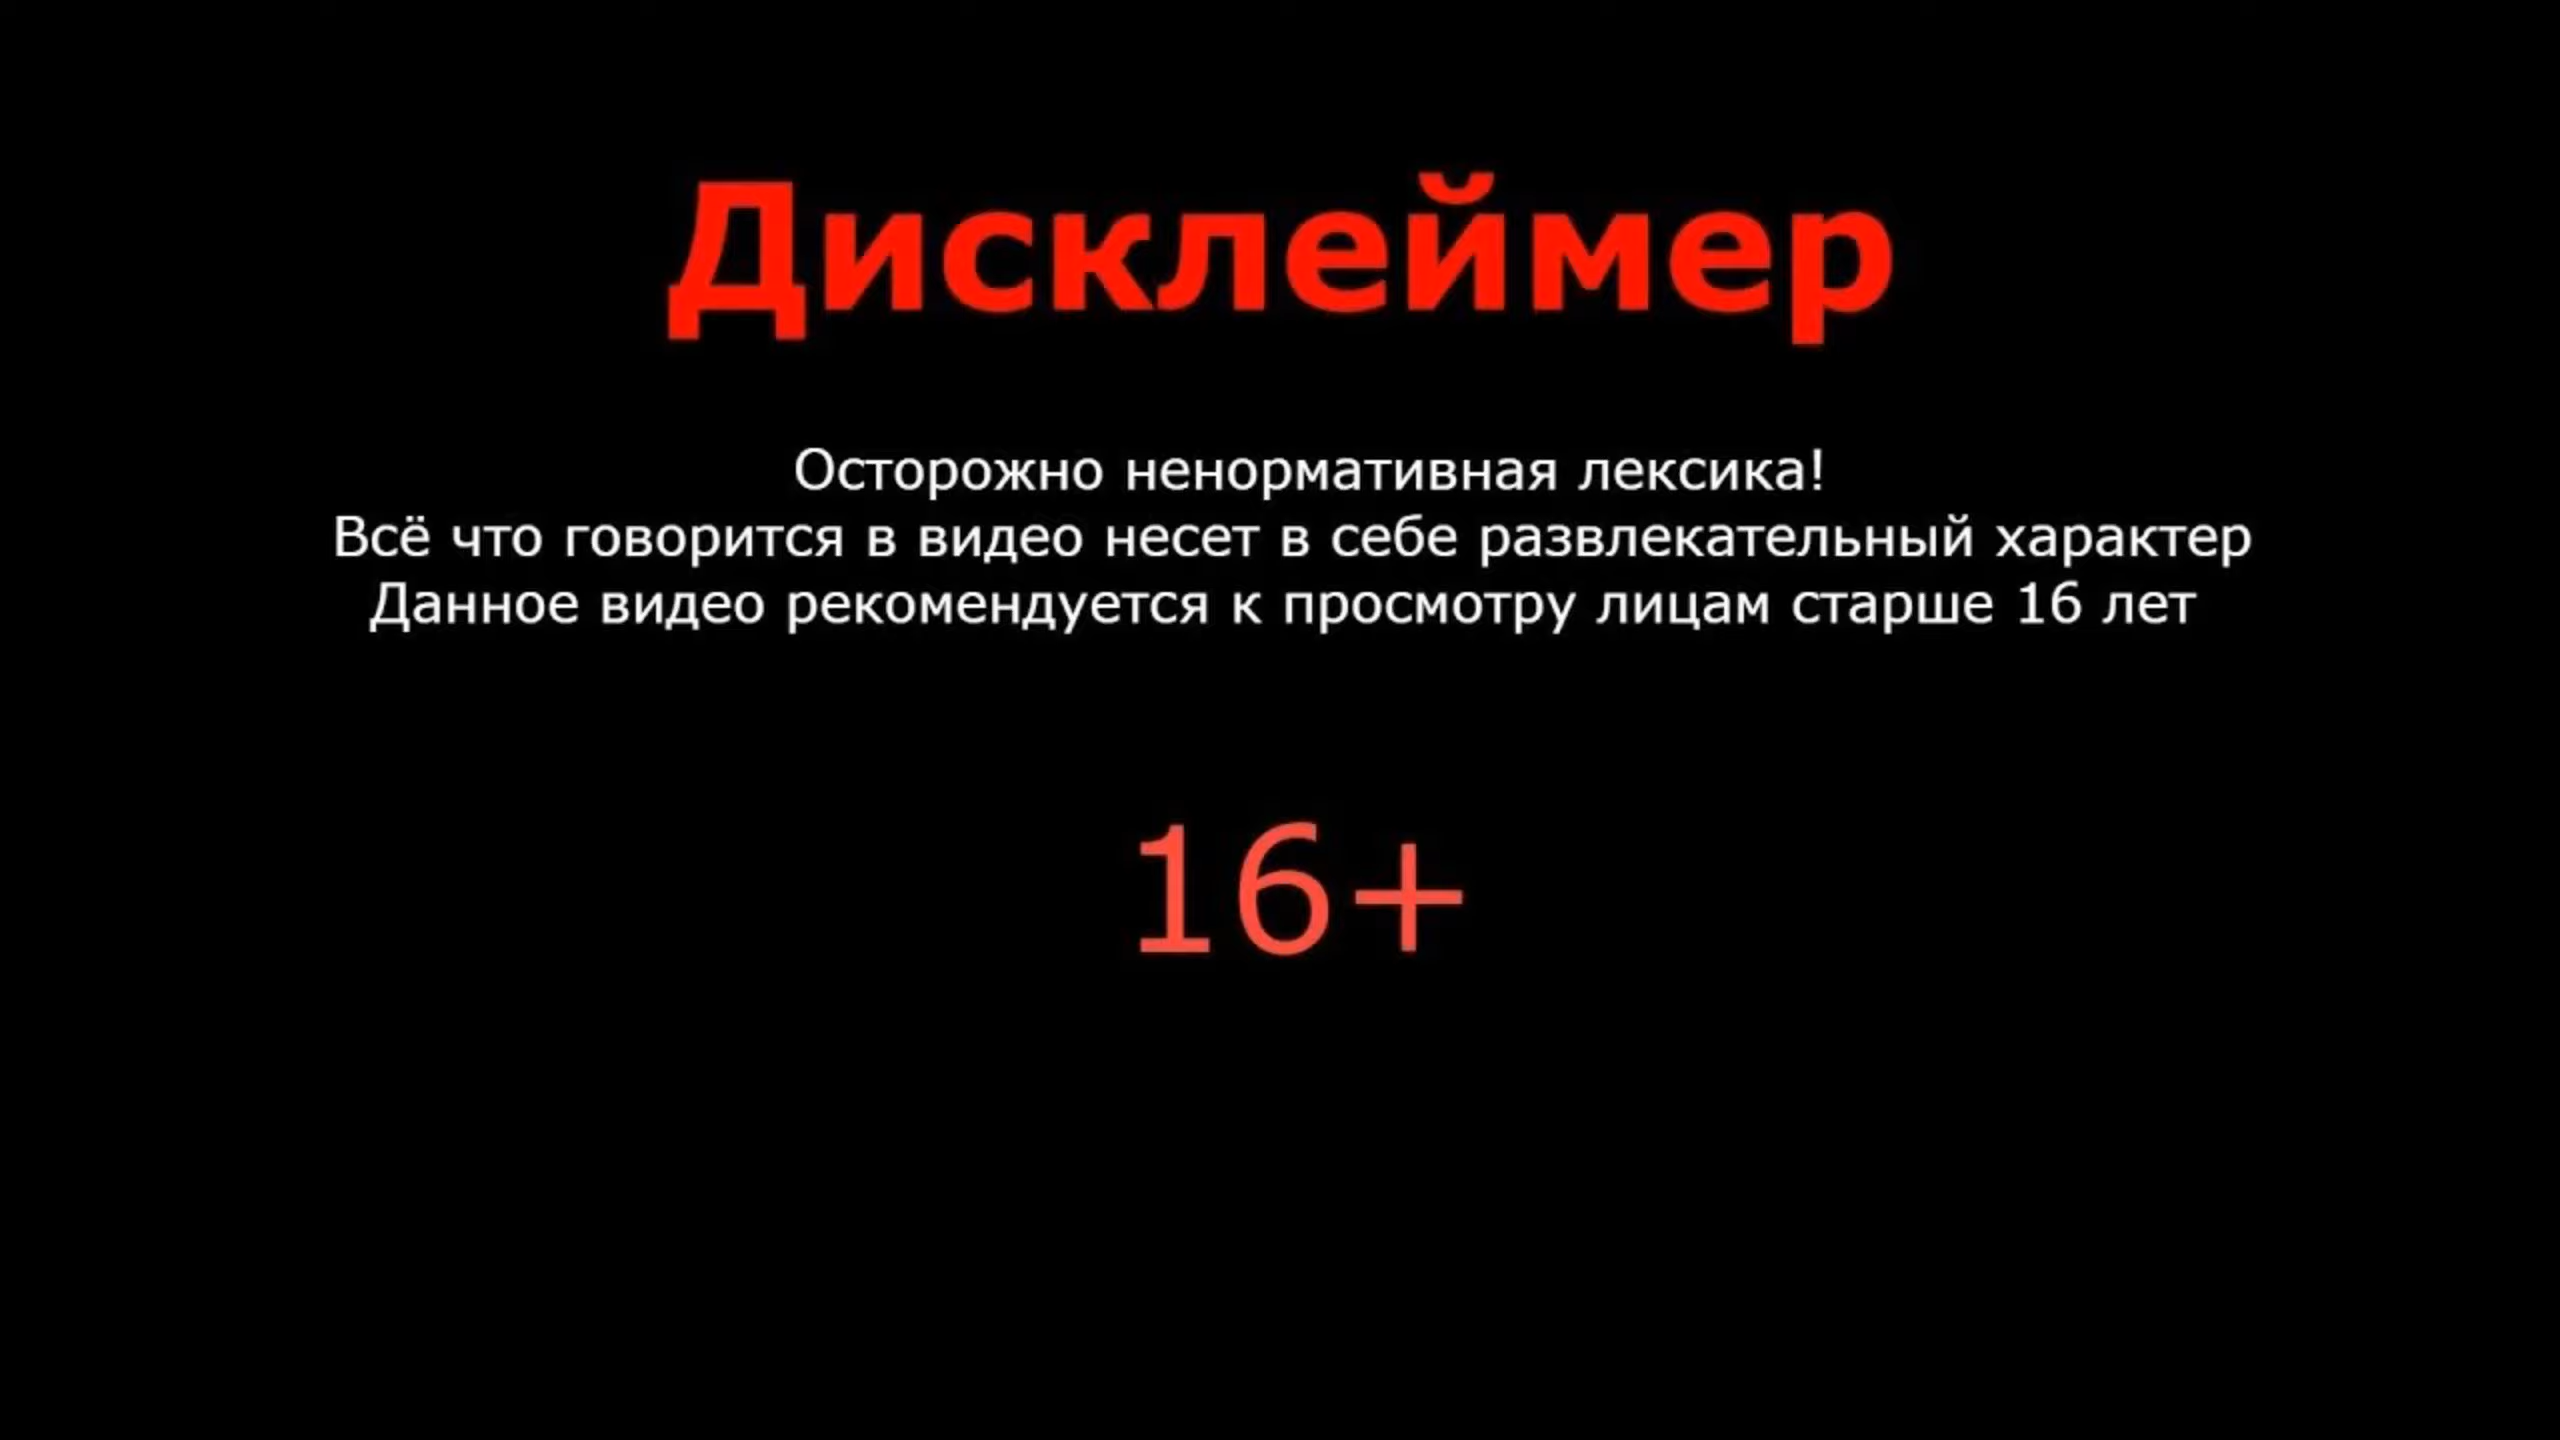 Дисклеймер
Осторожно ненормативная лексика!
Всё что говорится в видео несет в себе развлекательный характер
Данное видео рекомендуется к просмотру лицам старше 16 лет
16+